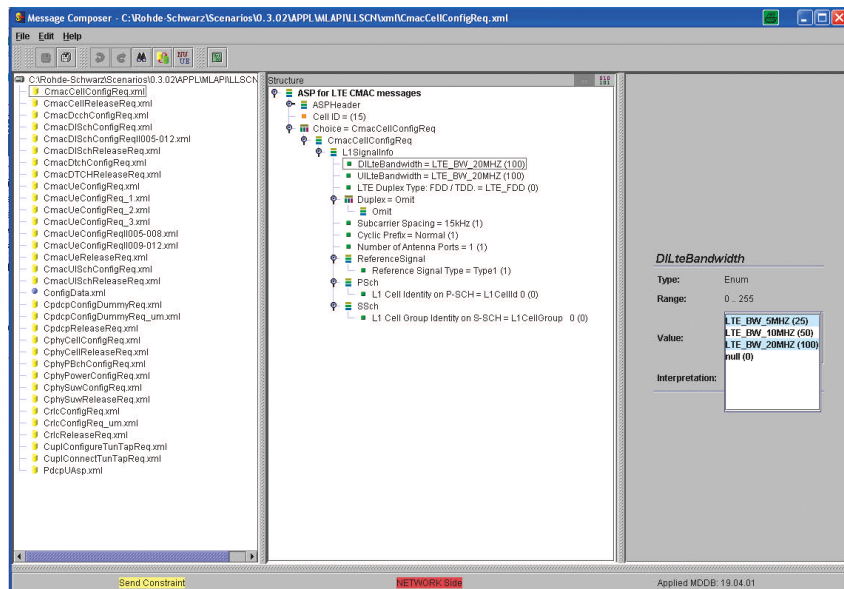 Message Composer - C:\Rohde-Schwarz\Scenarios\0.3.02\APPL\MLAPI\LLSCN\xml\CmacCellConfigReq.xml
File Edit Help
C:\Rohde-Schwarz\Scenarios\0.3.02\APPL\MLAPI\LLSCN
CmacCellConfigReq.xml
CmacCellReleaseReq.xml
CmacDcchConfigReq.xml
CmacDlSchConfigReq.xml
CmacDlSchConfigReqII005-012.xml
CmacDlSchReleaseReq.xml
CmacDtchConfigReq.xml
CmacDTCHReleaseReq.xml
CmacUeConfigReq.xml
CmacUeConfigReq_1.xml
CmacUeConfigReq_2.xml
CmacUeConfigReq_3.xml
CmacUeConfigReqII005-008.xml
CmacUeConfigReqII009-012.xml
CmacUeReleaseReq.xml
CmacUlSchConfigReq.xml
CmacUlSchReleaseReq.xml
ConfigData.xml
CpdcpConfigDummyReq.xml
CpdcpConfigDummyReq_um.xml
CpdcpReleaseReq.xml
CphyCellConfigReq.xml
CphyCellReleaseReq.xml
CphyPBchConfigReq.xml
CphyPowerConfigReq.xml
CphySuwConfigReq.xml
CphySuwReleaseReq.xml
CrlcConfigReq.xml
CrlcConfigReq_um.xml
CrlcReleaseReq.xml
CuplConfigureTunTapReq.xml
CuplConnectTunTapReq.xml
PdcpUAsp.xml
Structure
ASP for LTE CMAC messages
ASPHeader
Cell ID = (15)
Choice = CmacCellConfigReq
CmacCellConfigReq
L1SignalInfo
DlLteBandwidth = LTE_BW_20MHZ (100)
UlLteBandwidth = LTE_BW_20MHZ (100)
LTE Duplex Type: FDD / TDD. = LTE_FDD (0)
Duplex = Omit
Omit
Subcarrier Spacing = 15kHz (1)
Cyclic Prefix = Normal (1)
Number of Antenna Ports = 1 (1)
ReferenceSignal
Reference Signal Type = Type1 (1)
PSch
L1 Cell Identity on P-SCH = L1CellId 0 (0)
SSch
L1 Cell Group Identity on S-SCH = L1CellGroup 0 (0)
DlLteBandwidth
Type: Enum
Range: 0 .. 255
Value:
LTE_BW_5MHZ (25)
LTE_BW_10MHZ (50)
LTE_BW_20MHZ (100)
null (0)
Interpretation:
Send Constraint NETWORK Side Applied MDDB: 19.04.01